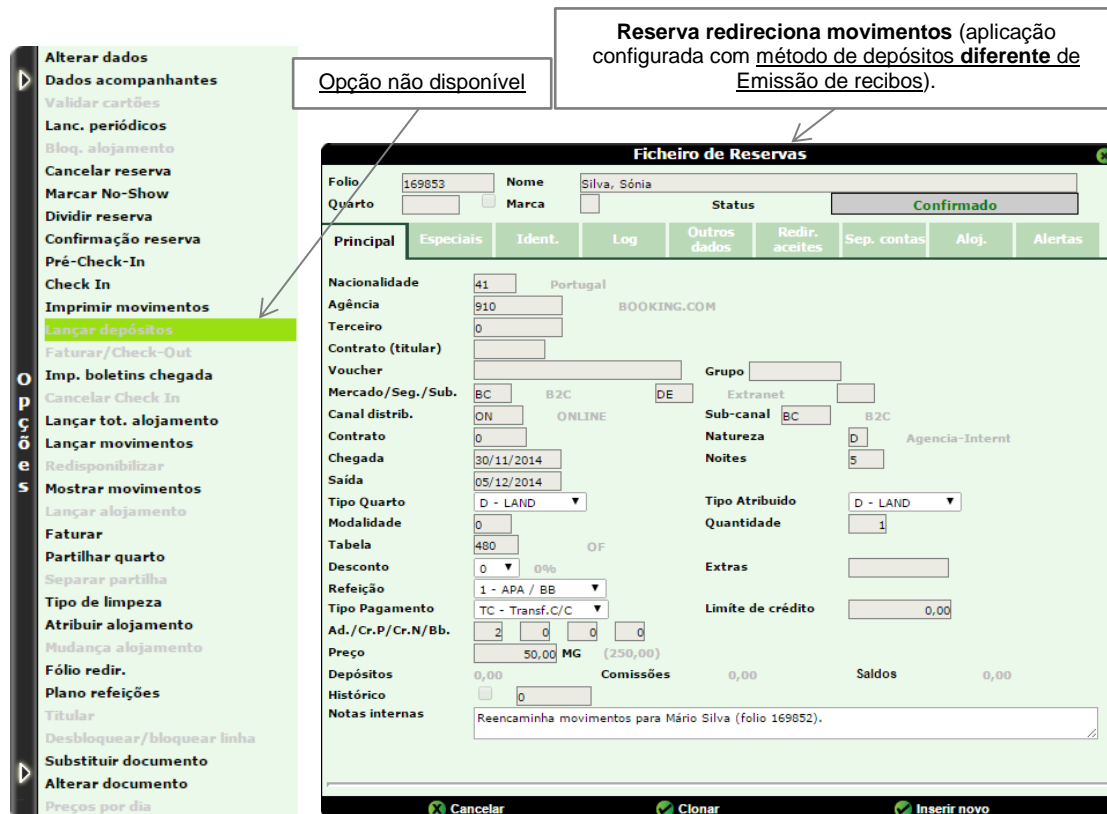 Reserva redireciona movimentos (aplicação
configurada com método de depósitos diferente de
Emissão de recibos).
Opção não disponível
Opções
Alterar dados
Dados acompanhantes
Validar cartões
Lanc. periódicos
Bloq. alojamento
Cancelar reserva
Marcar No-Show
Dividir reserva
Confirmação reserva
Pré-Check-In
Check In
Imprimir movimentos
Lançar depósitos
Faturar/Check-Out
Imp. boletins chegada
Cancelar Check In
Lançar tot. alojamento
Lançar movimentos
Redisponibilizar
Mostrar movimentos
Lançar alojamento
Faturar
Partilhar quarto
Separar partilha
Tipo de limpeza
Atribuir alojamento
Mudança alojamento
Fólio redir.
Plano refeições
Titular
Desbloquear/bloquear linha
Substituir documento
Alterar documento
Preços por dia
Ficheiro de Reservas
Folio 169853 Nome Silva, Sónia
Quarto Marca Status Confirmado
Principal Especiais Ident. Log Outros dados Redir. aceites Sep. contas Aloj. Alertas
Nacionalidade 41 Portugal
Agência 910 BOOKING.COM
Terceiro 0
Contrato (titular)
Voucher Grupo
Mercado/Seg./Sub. BC B2C DE Extranet
Canal distrib. ON ONLINE Sub-canal BC B2C
Contrato 0 Natureza D Agencia-Internt
Chegada 30/11/2014 Noites 5
Saída 05/12/2014
Tipo Quarto D - LAND Tipo Atribuido D - LAND
Modalidade 0 Quantidade 1
Tabela 480 OF
Desconto 0 0% Extras
Refeição 1 - APA / BB
Tipo Pagamento TC - Transf.C/C Limíte de crédito 0,00
Ad./Cr.P/Cr.N/Bb. 2 0 0 0
Preço 50,00 MG (250,00)
Depósitos 0,00 Comissões 0,00 Saldos 0,00
Histórico 0
Notas internas Reencaminha movimentos para Mário Silva (folio 169852).
Cancelar Clonar Inserir novo